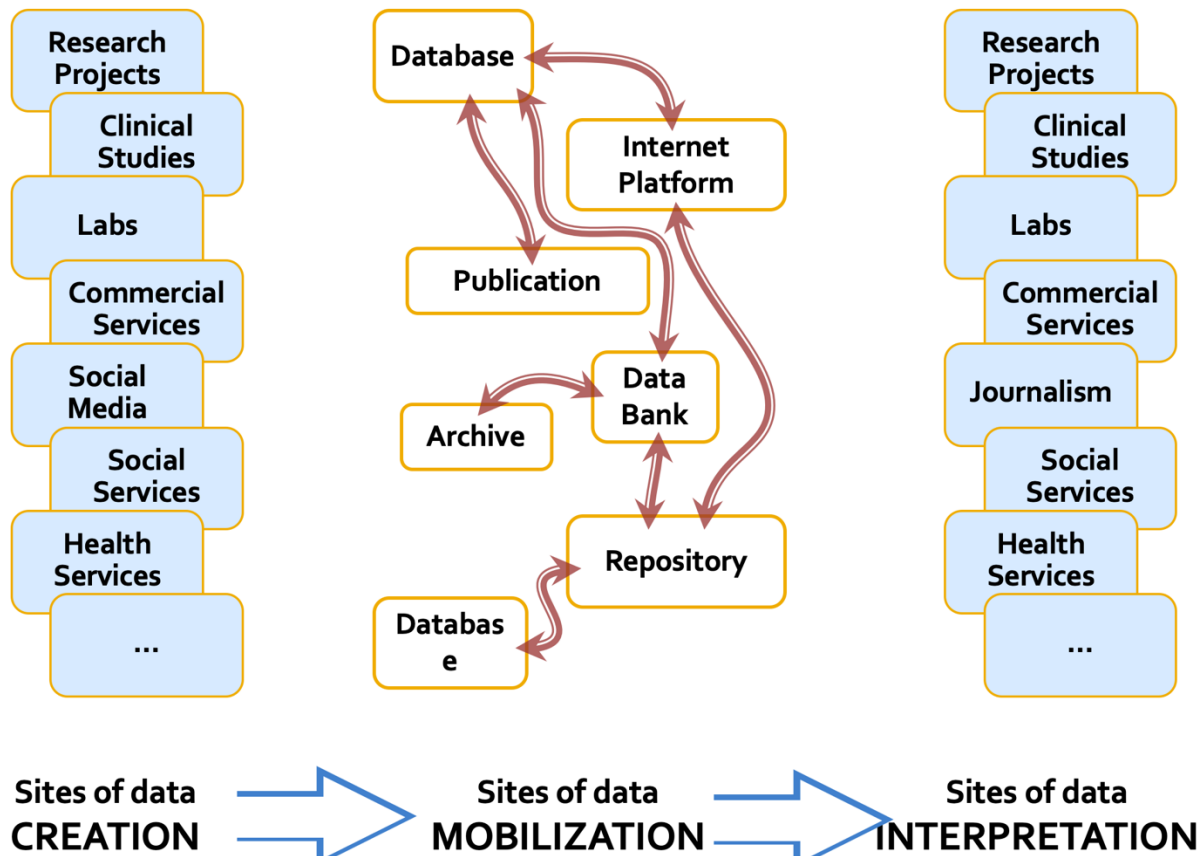 Research
Projects
Clinical
Studies
Labs
Commercial
Services
Social
Media
Social
Services
Health
Services
...
Database
Internet
Platform
Publication
Data
Bank
Archive
Repository
Databas
e
Research
Projects
Clinical
Studies
Labs
Commercial
Services
Journalism
Social
Services
Health
Services
...
Sites of data
CREATION
Sites of data
MOBILIZATION
Sites of data
INTERPRETATION